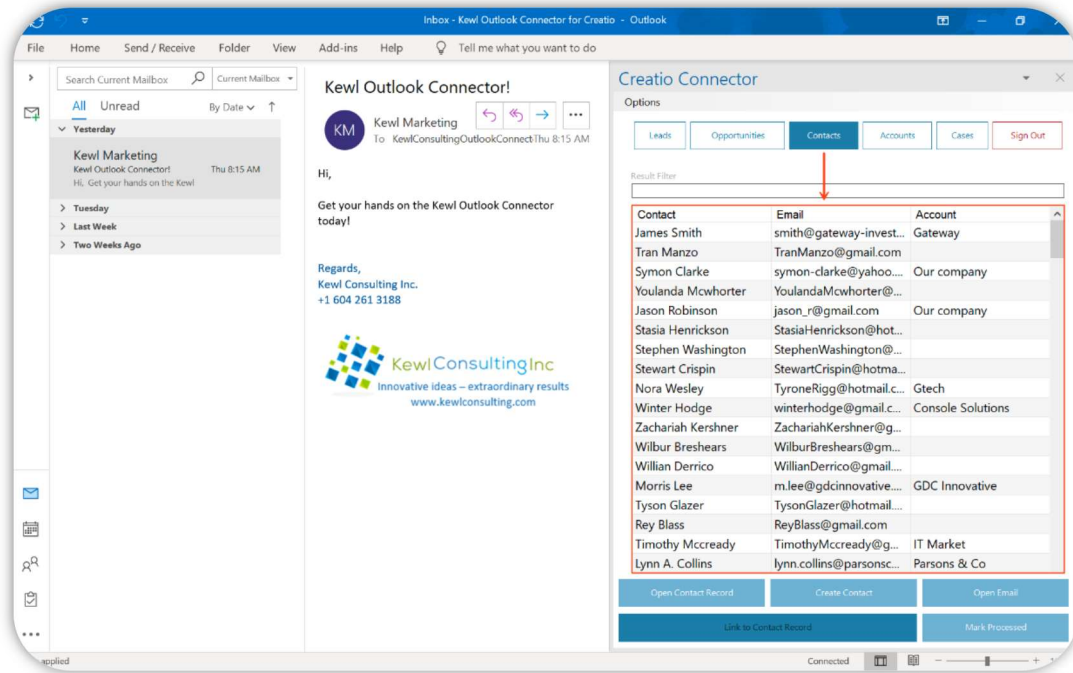 Inbox - Kewl Outlook Connector for Creatio - Outlook
File Home Send / Receive Folder View Add-ins Help Tell me what you want to do
Search Current Mailbox Current Mailbox
All Unread By Date
Yesterday
Kewl Marketing
Kewl Outlook Connector! Thu 8:15 AM
Hi, Get your hands on the Kewl
Tuesday
Last Week
Two Weeks Ago
Kewl Outlook Connector!
KM
Kewl Marketing
To KewlConsultingOutlookConnect Thu 8:15 AM
Hi,
Get your hands on the Kewl Outlook Connector
today!
Regards,
Kewl Consulting Inc.
+1 604 261 3188
KewlConsultingInc
Innovative ideas – extraordinary results
www.kewlconsulting.com
Creatio Connector
Options
Leads Opportunities Contacts Accounts Cases Sign Out
Result Filter
Contact Email Account
James Smith smith@gateway-invest... Gateway
Tran Manzo TranManzo@gmail.com
Symon Clarke symon-clarke@yahoo.... Our company
Youlanda Mcwhorter YoulandaMcwhorter@...
Jason Robinson jason_r@gmail.com Our company
Stasia Henrickson StasiaHenrickson@hot...
Stephen Washington StephenWashington@...
Stewart Crispin StewartCrispin@hotma...
Nora Wesley TyroneRigg@hotmail.c... Gtech
Winter Hodge winterhodge@gmail.c... Console Solutions
Zachariah Kershner ZachariahKershner@g...
Wilbur Breshears WilburBreshears@gm...
Willian Derrico WillianDerrico@gmail....
Morris Lee m.lee@gdcinnovative.... GDC Innovative
Tyson Glazer TysonGlazer@hotmail....
Rey Blass ReyBlass@gmail.com
Timothy Mccready TimothyMccready@g... IT Market
Lynn A. Collins lynn.collins@parsonsc... Parsons & Co
Open Contact Record Create Contact Open Email
Link to Contact Record Mark Processed
applied Connected